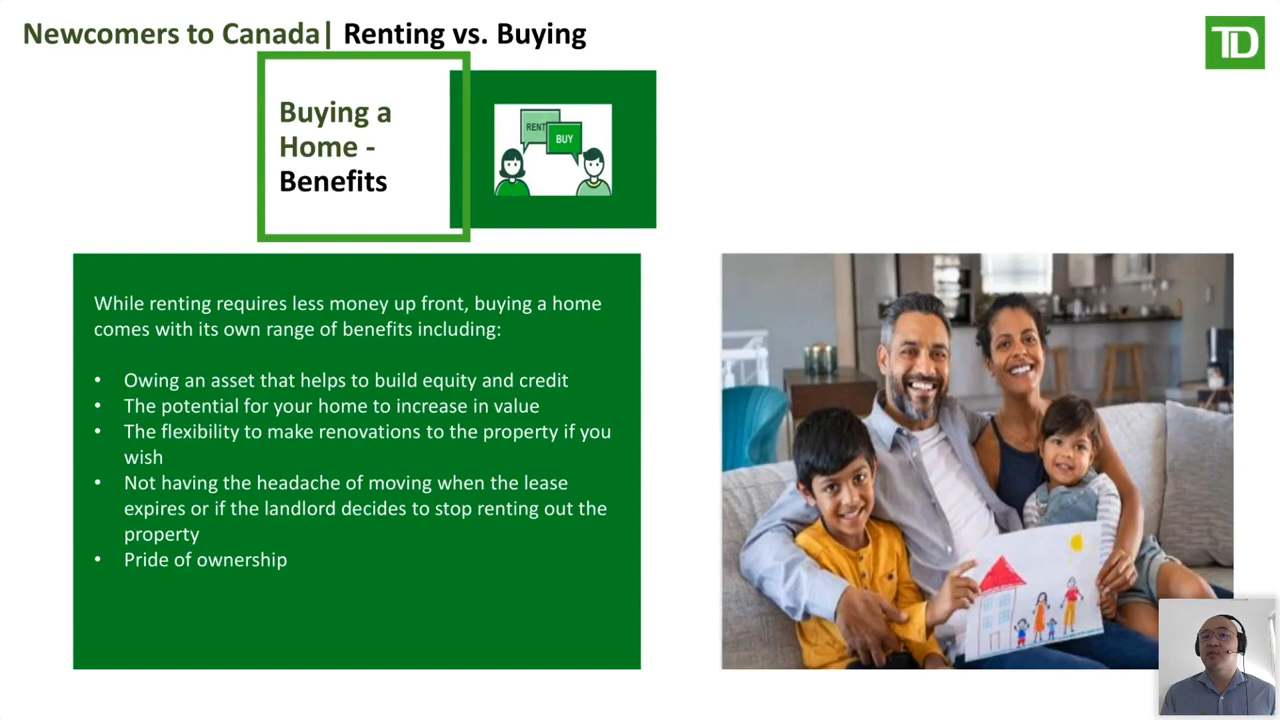 Newcomers to Canada| Renting vs. Buying
TD
Buying a
Home -
Benefits
RENT
BUY
While renting requires less money up front, buying a home
comes with its own range of benefits including:
• Owing an asset that helps to build equity and credit
• The potential for your home to increase in value
• The flexibility to make renovations to the property if you
wish
• Not having the headache of moving when the lease
expires or if the landlord decides to stop renting out the
property
• Pride of ownership